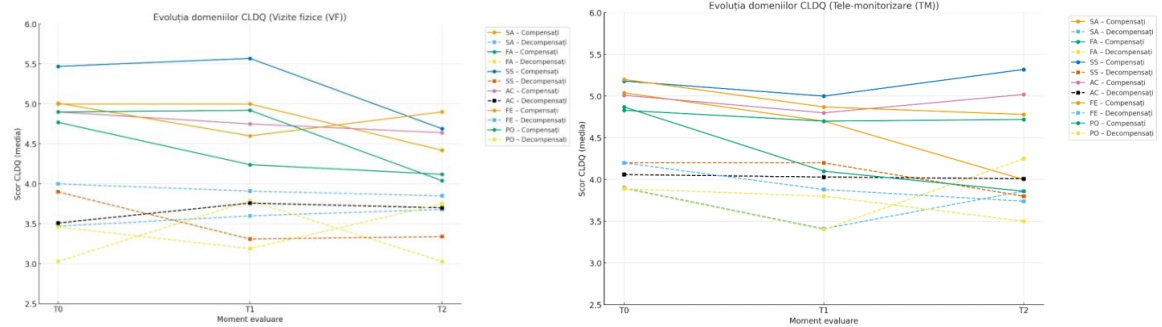 Evoluția domeniilor CLDQ (Vizite fizice (VF))
6.0
5.5
5.0
4.5
4.0
3.5
3.0
2.5
Scor CLDQ (media)
T0
T1
T2
Moment evaluare
SA – Compensați
SA – Decompensați
FA – Compensați
FA – Decompensați
SS – Compensați
SS – Decompensați
AC – Compensați
AC – Decompensați
FE – Compensați
FE – Decompensați
PO – Compensați
PO – Decompensați
Evoluția domeniilor CLDQ (Tele-monitorizare (TM))
6.0
5.5
5.0
4.5
4.0
3.5
3.0
2.5
Scor CLDQ (media)
T0
T1
T2
Moment evaluare
SA – Compensați
SA – Decompensați
FA – Compensați
FA – Decompensați
SS – Compensați
SS – Decompensați
AC – Compensați
AC – Decompensați
FE – Compensați
FE – Decompensați
PO – Compensați
PO – Decompensați